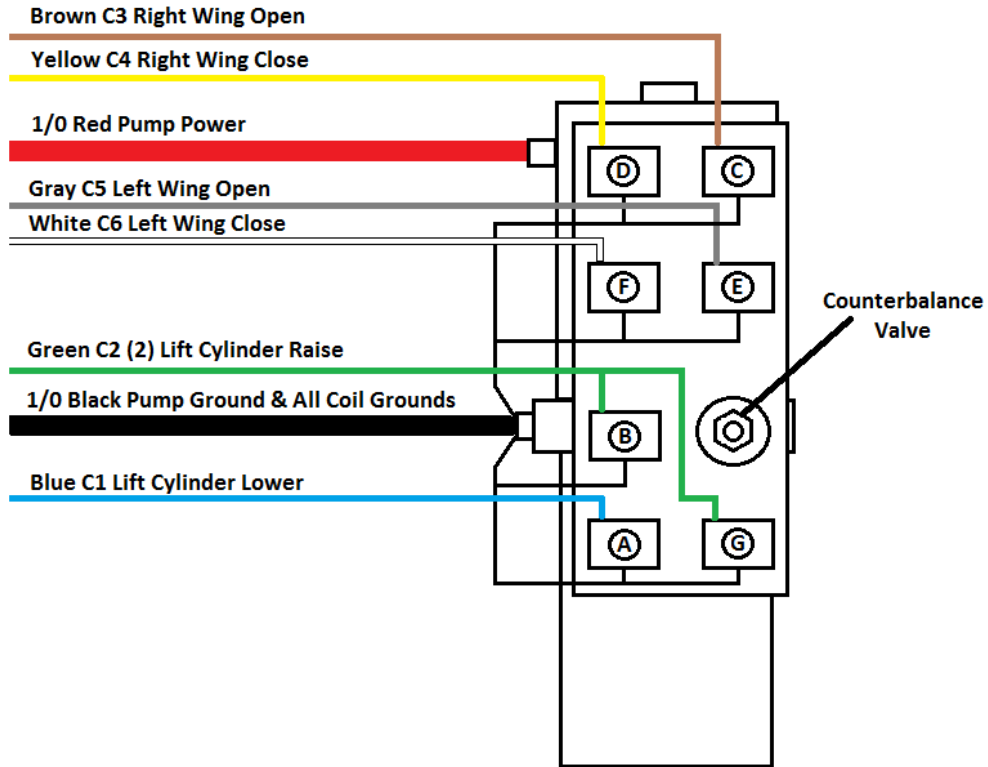 Brown C3 Right Wing Open
Yellow C4 Right Wing Close
1/0 Red Pump Power
D
C
Gray C5 Left Wing Open
White C6 Left Wing Close
F
E
Counterbalance
Valve
Green C2 (2) Lift Cylinder Raise
1/0 Black Pump Ground & All Coil Grounds
B
Blue C1 Lift Cylinder Lower
A
G